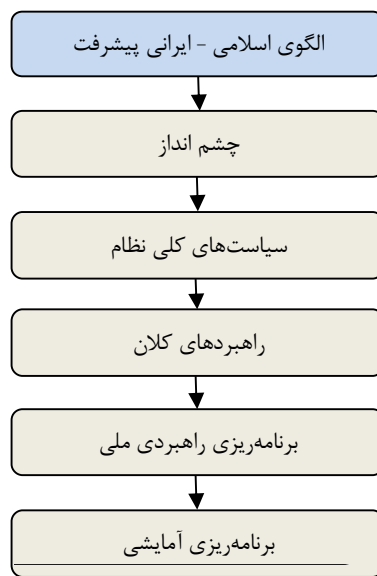 الگوی اسلامی - ایرانی پیشرفت
چشم انداز
سیاست‌های کلی نظام
راهبردهای کلان
برنامه‌ریزی راهبردی ملی
برنامه‌ریزی آمایشی